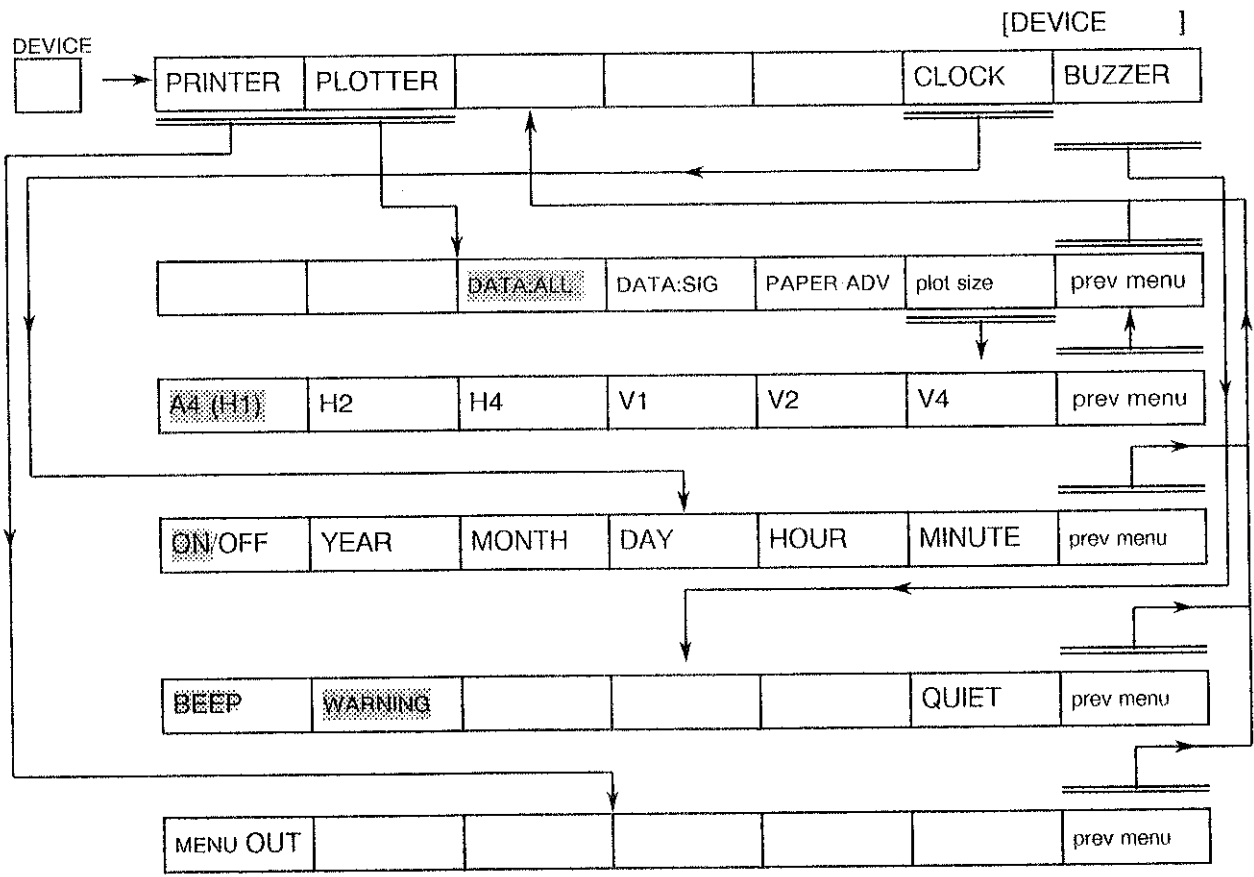 [DEVICE ]
DEVICE
PRINTER PLOTTER CLOCK BUZZER
DATA:ALL DATA:SIG PAPER ADV plot size prev menu
A4 (H1) H2 H4 V1 V2 V4 prev menu
ON/OFF YEAR MONTH DAY HOUR MINUTE prev menu
BEEP WARNING QUIET prev menu
MENU OUT prev menu